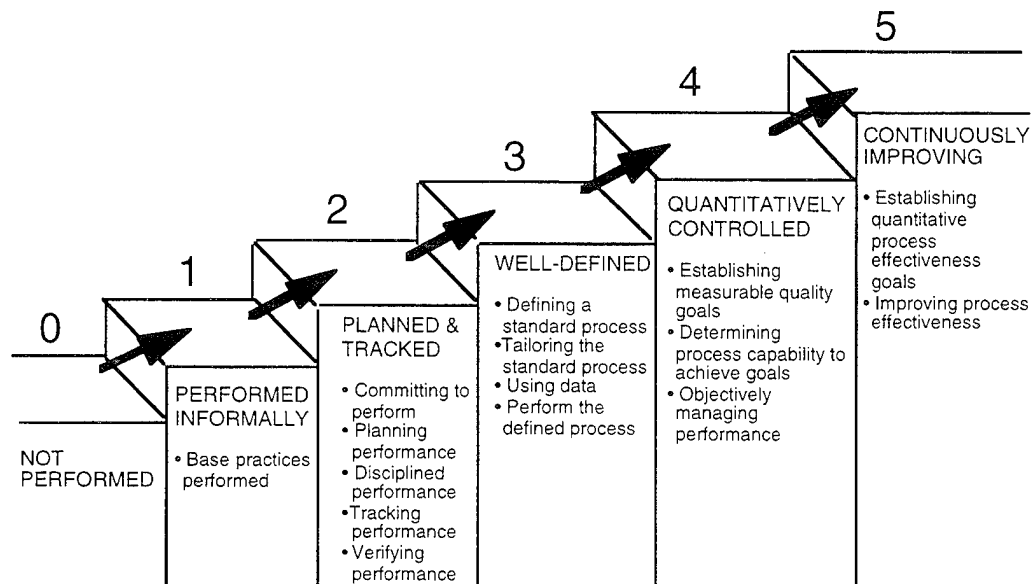 0
NOT
PERFORMED
1
PERFORMED
INFORMALLY
• Base practices
performed
2
PLANNED &
TRACKED
• Committing to
perform
• Planning
performance
• Disciplined
performance
•Tracking
performance
• Verifying
performance
3
WELL-DEFINED
• Defining a
standard process
•Tailoring the
standard process
• Using data
• Perform the
defined process
4
QUANTITATIVELY
CONTROLLED
• Establishing
measurable quality
goals
• Determining
process capability to
achieve goals
• Objectively
managing
performance
5
CONTINUOUSLY
IMPROVING
• Establishing
quantitative
process
effectiveness
goals
• Improving process
effectiveness